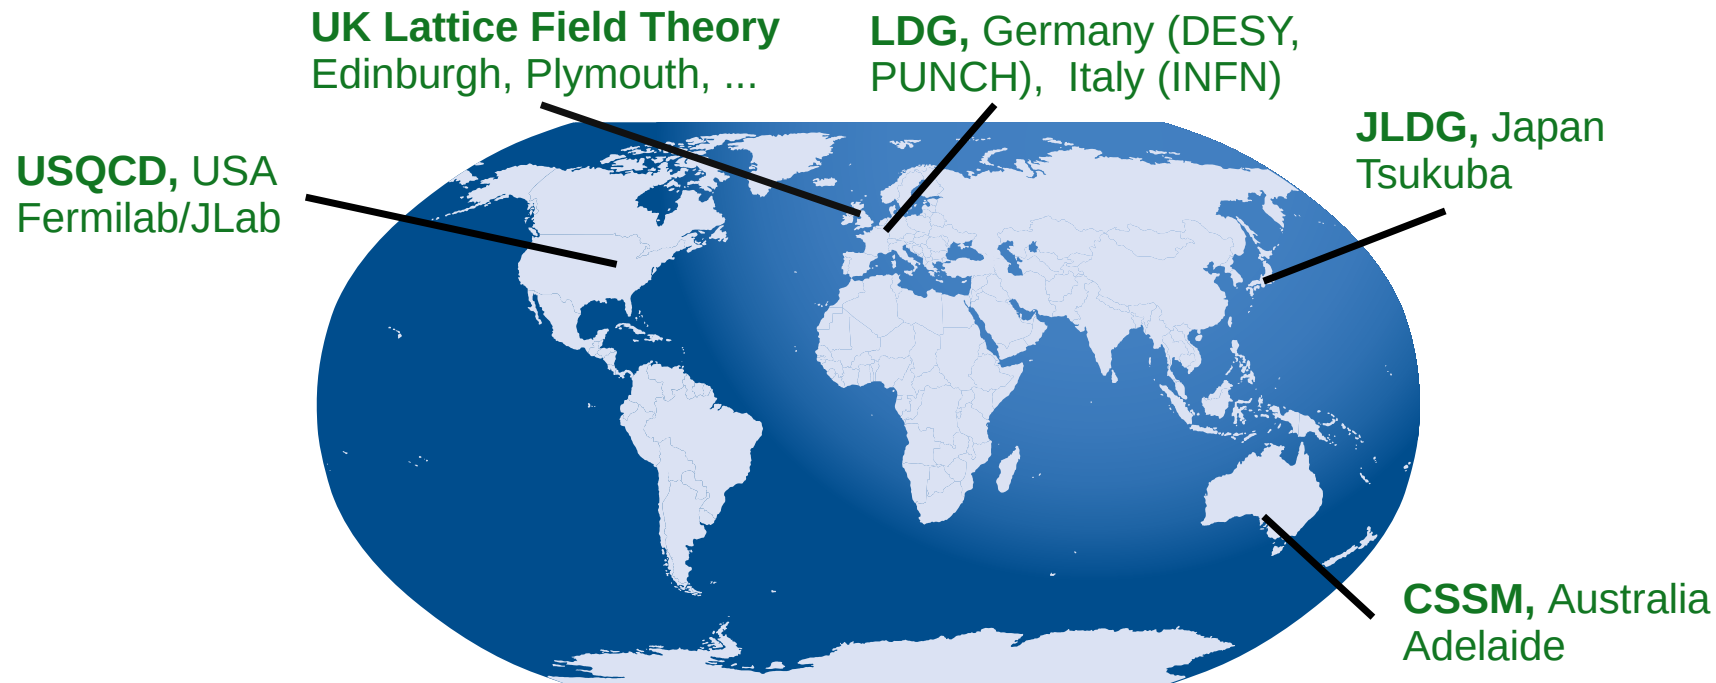 UK Lattice Field Theory
Edinburgh, Plymouth, ...
LDG, Germany (DESY,
PUNCH),  Italy (INFN)
JLDG, Japan
Tsukuba
USQCD, USA
Fermilab/JLab
CSSM, Australia
Adelaide